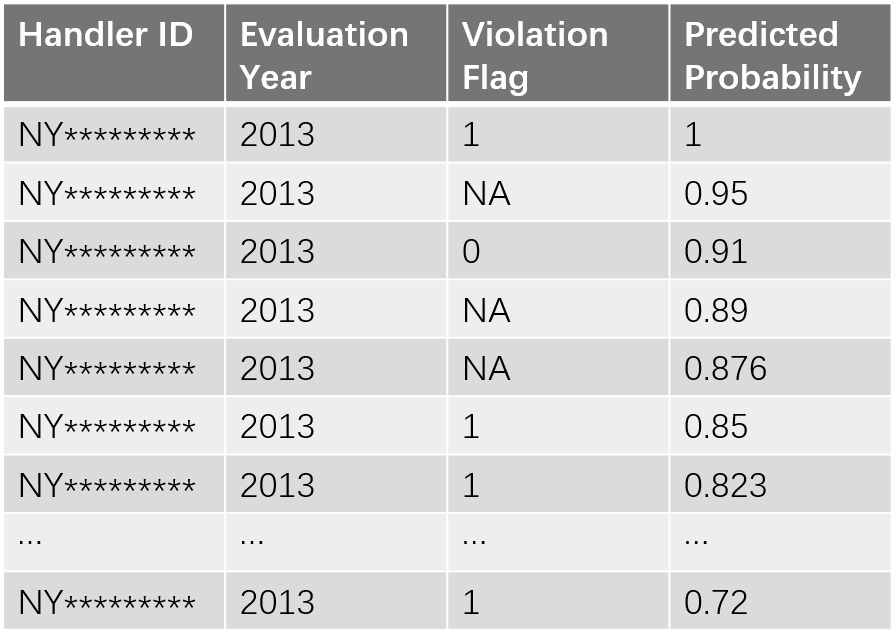 Handler ID Evaluation Year Violation Flag Predicted Probability
NY********* 2013 1 1
NY********* 2013 NA 0.95
NY********* 2013 0 0.91
NY********* 2013 NA 0.89
NY********* 2013 NA 0.876
NY********* 2013 1 0.85
NY********* 2013 1 0.823
... ... ... ...
NY********* 2013 1 0.72